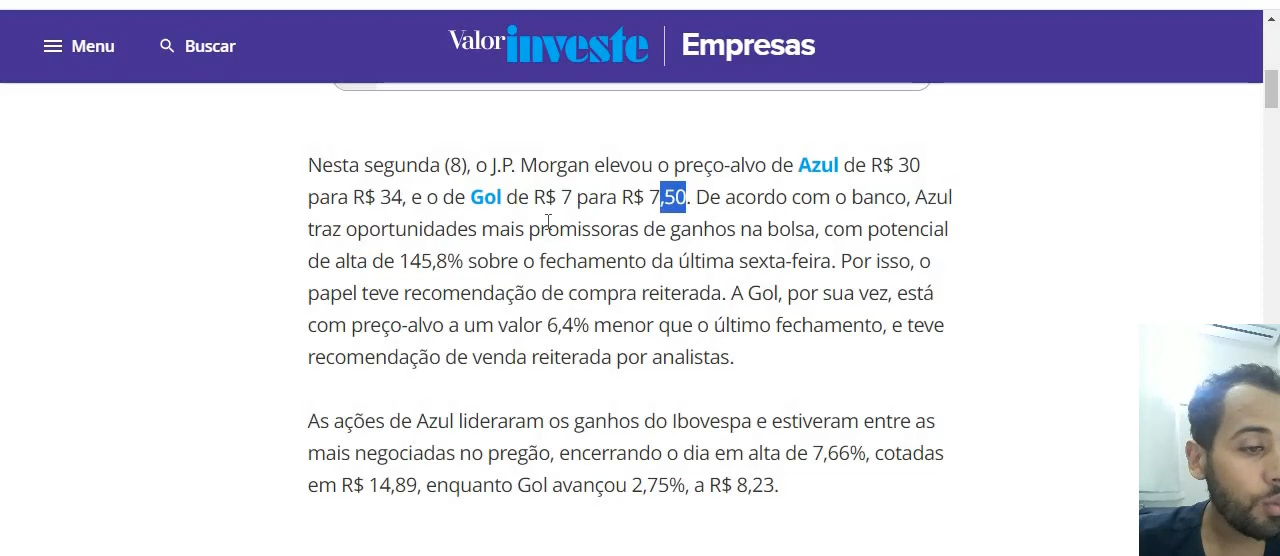 Menu
Buscar
Valor investe
Empresas
Nesta segunda (8), o J.P. Morgan elevou o preço-alvo de Azul de R$ 30
para R$ 34, e o de Gol de R$ 7 para R$ 7,50. De acordo com o banco, Azul
traz oportunidades mais promissoras de ganhos na bolsa, com potencial
de alta de 145,8% sobre o fechamento da última sexta-feira. Por isso, o
papel teve recomendação de compra reiterada. A Gol, por sua vez, está
com preço-alvo a um valor 6,4% menor que o último fechamento, e teve
recomendação de venda reiterada por analistas.
As ações de Azul lideraram os ganhos do Ibovespa e estiveram entre as
mais negociadas no pregão, encerrando o dia em alta de 7,66%, cotadas
em R$ 14,89, enquanto Gol avançou 2,75%, a R$ 8,23.